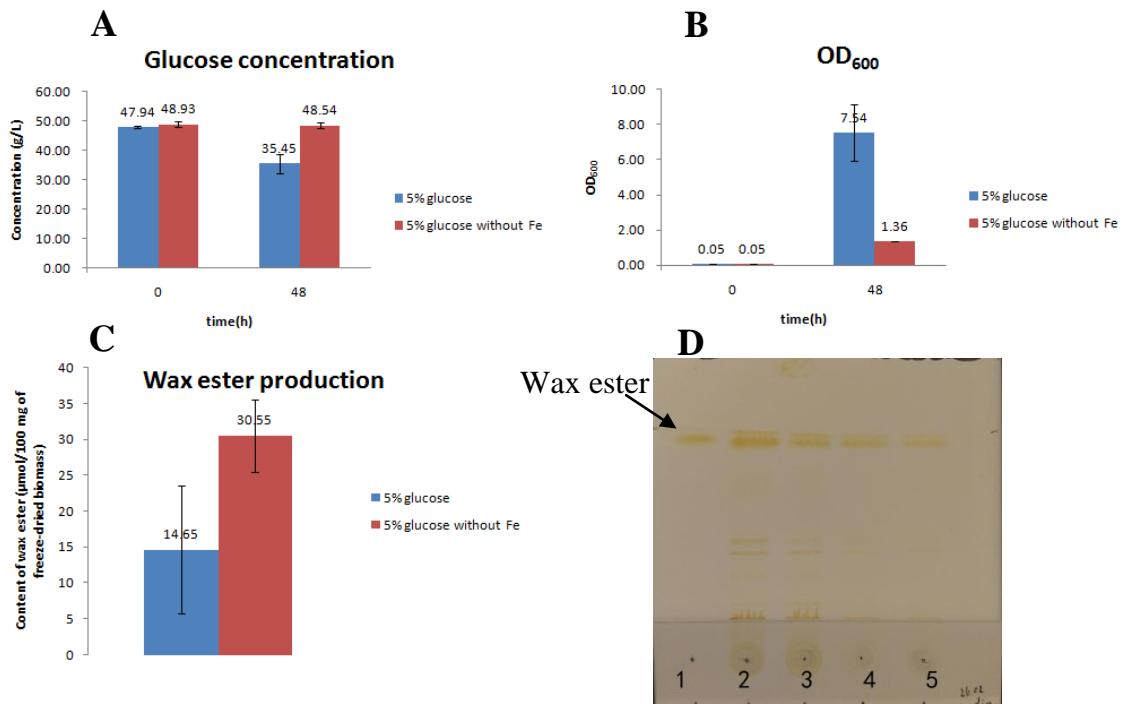 A
Glucose concentration
60.00
50.00
40.00
30.00
20.00
10.00
0.00
Concentration (g/L)
47.94
48.93
35.45
48.54
0
48
time(h)
5% glucose
5% glucose without Fe
B
OD600
10.00
8.00
6.00
4.00
2.00
0.00
OD600
0.05
0.05
7.54
1.36
0
48
time(h)
5% glucose
5% glucose without Fe
C
Wax ester production
40
35
30
25
20
15
10
5
0
Content of wax ester (µmol/100 mg of
freeze-dried biomass)
14.65
30.55
5% glucose
5% glucose without Fe
D
Wax ester
1 2 3 4 5